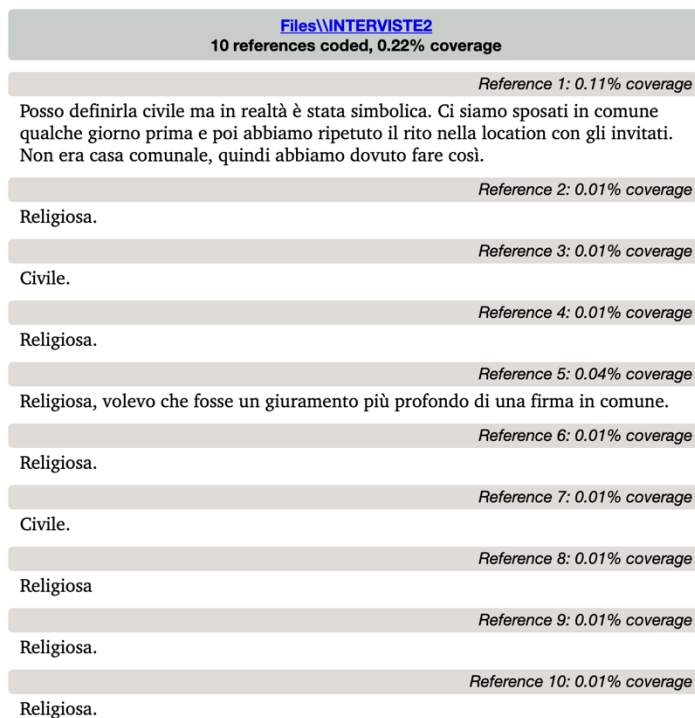 Files\\INTERVISTE2
10 references coded, 0.22% coverage
Reference 1: 0.11% coverage
Posso definirla civile ma in realtà è stata simbolica. Ci siamo sposati in comune
qualche giorno prima e poi abbiamo ripetuto il rito nella location con gli invitati.
Non era casa comunale, quindi abbiamo dovuto fare così.
Reference 2: 0.01% coverage
Religiosa.
Reference 3: 0.01% coverage
Civile.
Reference 4: 0.01% coverage
Religiosa.
Reference 5: 0.04% coverage
Religiosa, volevo che fosse un giuramento più profondo di una firma in comune.
Reference 6: 0.01% coverage
Religiosa.
Reference 7: 0.01% coverage
Civile.
Reference 8: 0.01% coverage
Religiosa
Reference 9: 0.01% coverage
Religiosa.
Reference 10: 0.01% coverage
Religiosa.